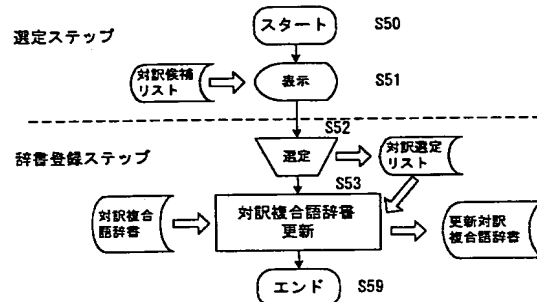 選定ステップ
スタート
S50
対訳候補
リスト
表示
S51
S52
辞書登録ステップ
選定
対訳選定
リスト
S53
対訳複合
語辞書
対訳複合語辞書
更新
更新対訳
複合語辞書
エンド
S59